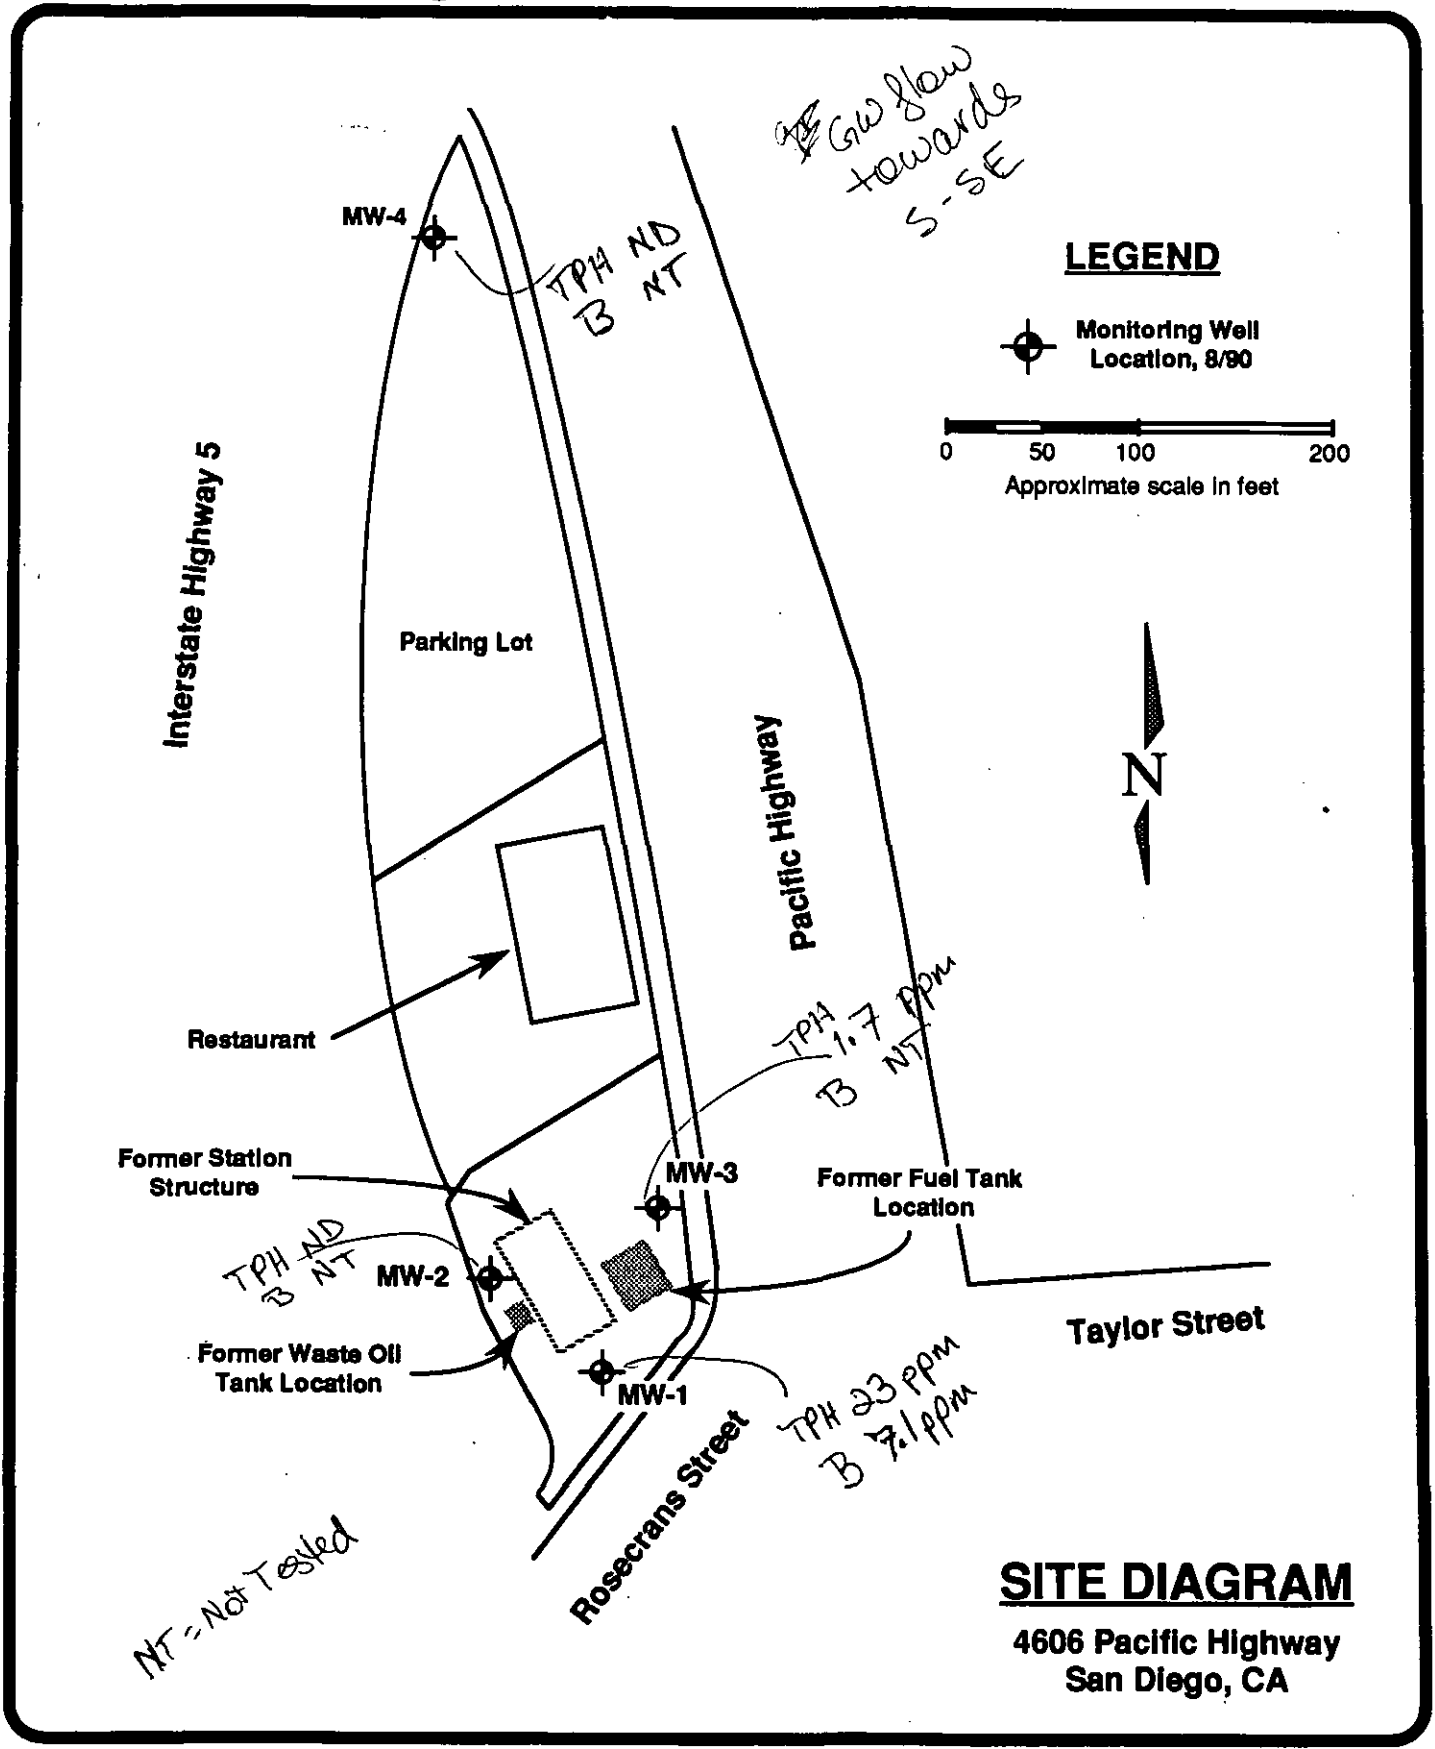 GW flow
towards
S-SE
MW-4
TPH ND
B NT
LEGEND
Monitoring Well
Location, 8/90
0 50 100 200
Approximate scale in feet
Interstate Highway 5
Parking Lot
Pacific Highway
N
Restaurant
TPH
1.7 ppm
B NT
Former Station
Structure
MW-3
Former Fuel Tank
Location
TPH ND
B NT
MW-2
Former Waste Oil
Tank Location
MW-1
Taylor Street
TPH 23 ppm
B 7.1 ppm
Rosecrans Street
NT = Not Tested
SITE DIAGRAM
4606 Pacific Highway
San Diego, CA